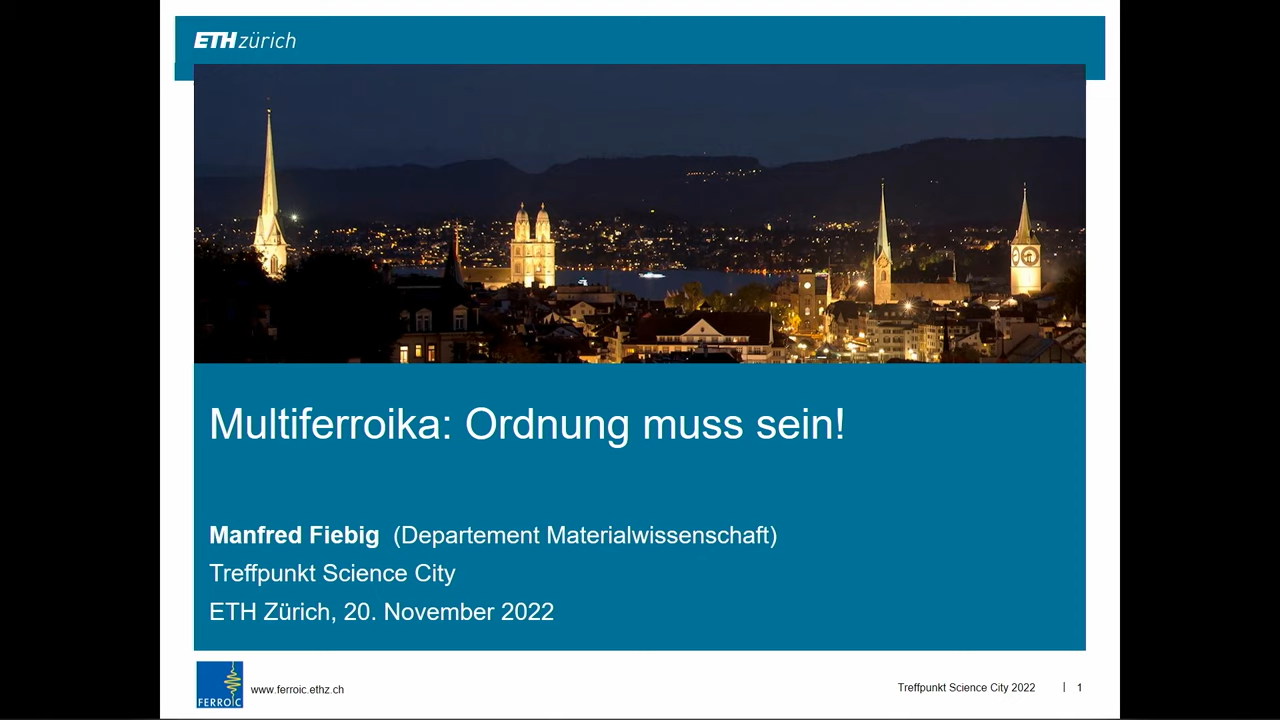 ETH zürich
Multiferroika: Ordnung muss sein!
Manfred Fiebig (Departement Materialwissenschaft)
Treffpunkt Science City
ETH Zürich, 20. November 2022
FERROIC
www.ferroic.ethz.ch
Treffpunkt Science City 2022 | 1